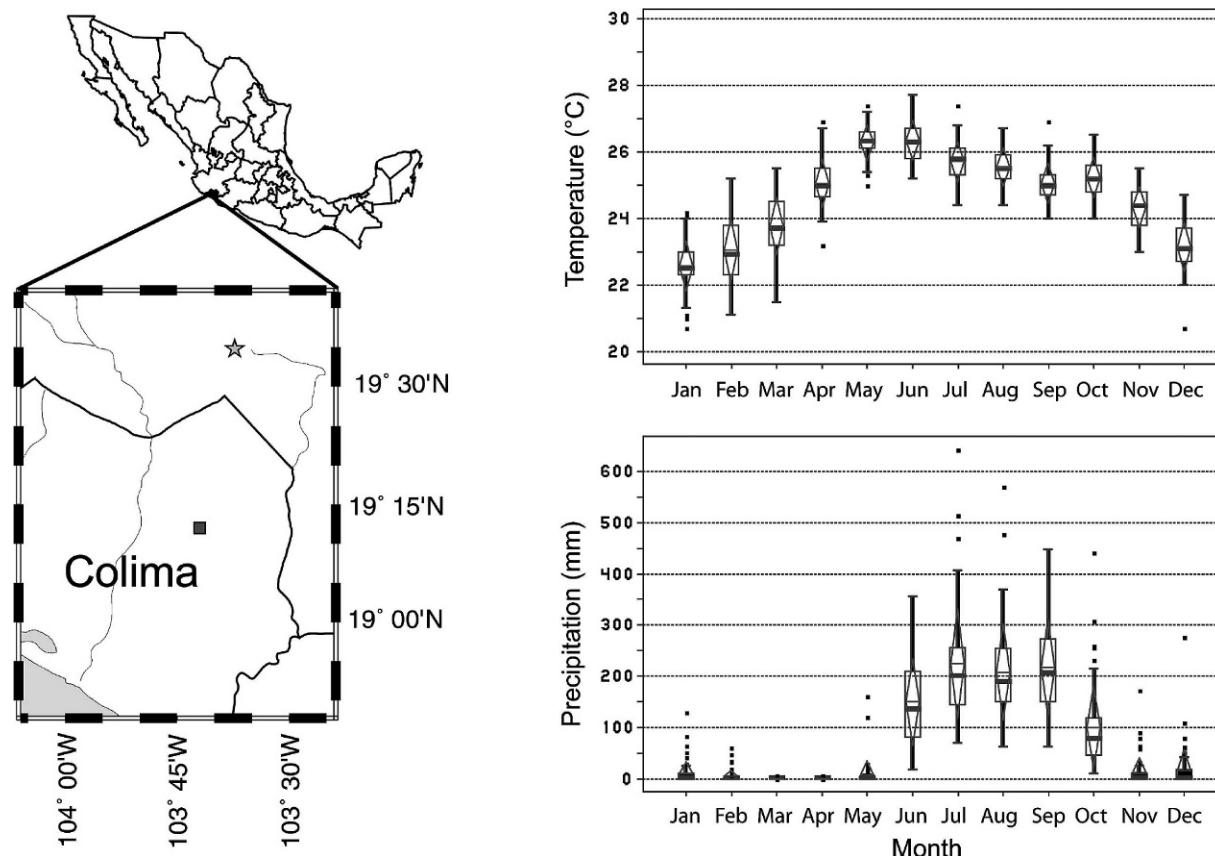 19° 30'N
19° 15'N
Colima
19° 00'N
104° 00'W
103° 45'W
103° 30'W
Temperature (°C)
30
28
26
24
22
20
Jan Feb Mar Apr May Jun Jul Aug Sep Oct Nov Dec
Precipitation (mm)
600
500
400
300
200
100
0
Jan Feb Mar Apr May Jun Jul Aug Sep Oct Nov Dec
Month